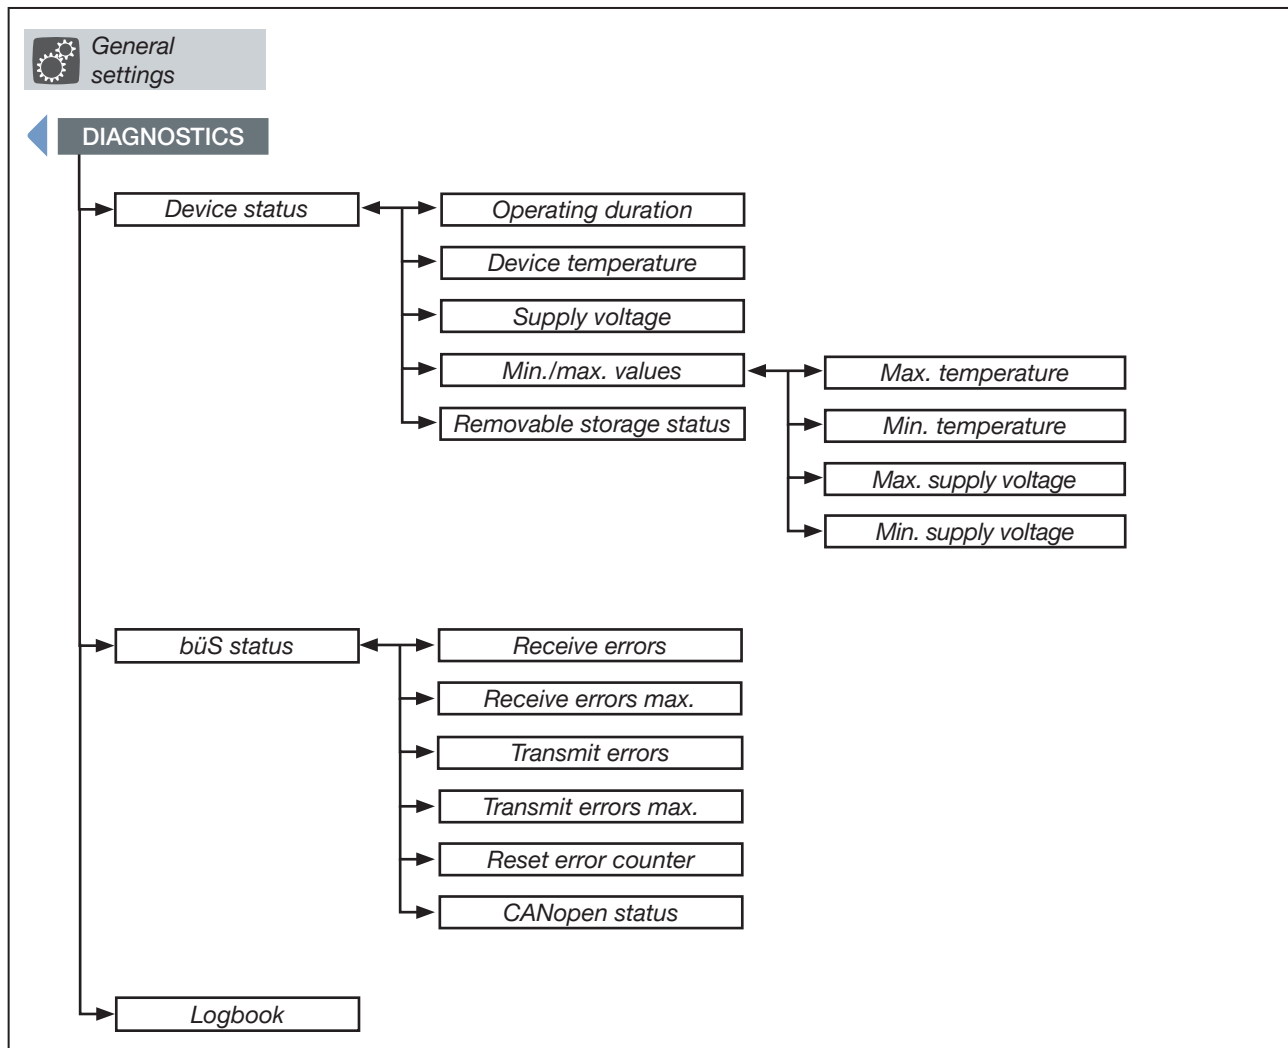 General
settings
DIAGNOSTICS
Device status
Operating duration
Device temperature
Supply voltage
Min./max. values
Max. temperature
Removable storage status
Min. temperature
Max. supply voltage
Min. supply voltage
büS status
Receive errors
Receive errors max.
Transmit errors
Transmit errors max.
Reset error counter
CANopen status
Logbook